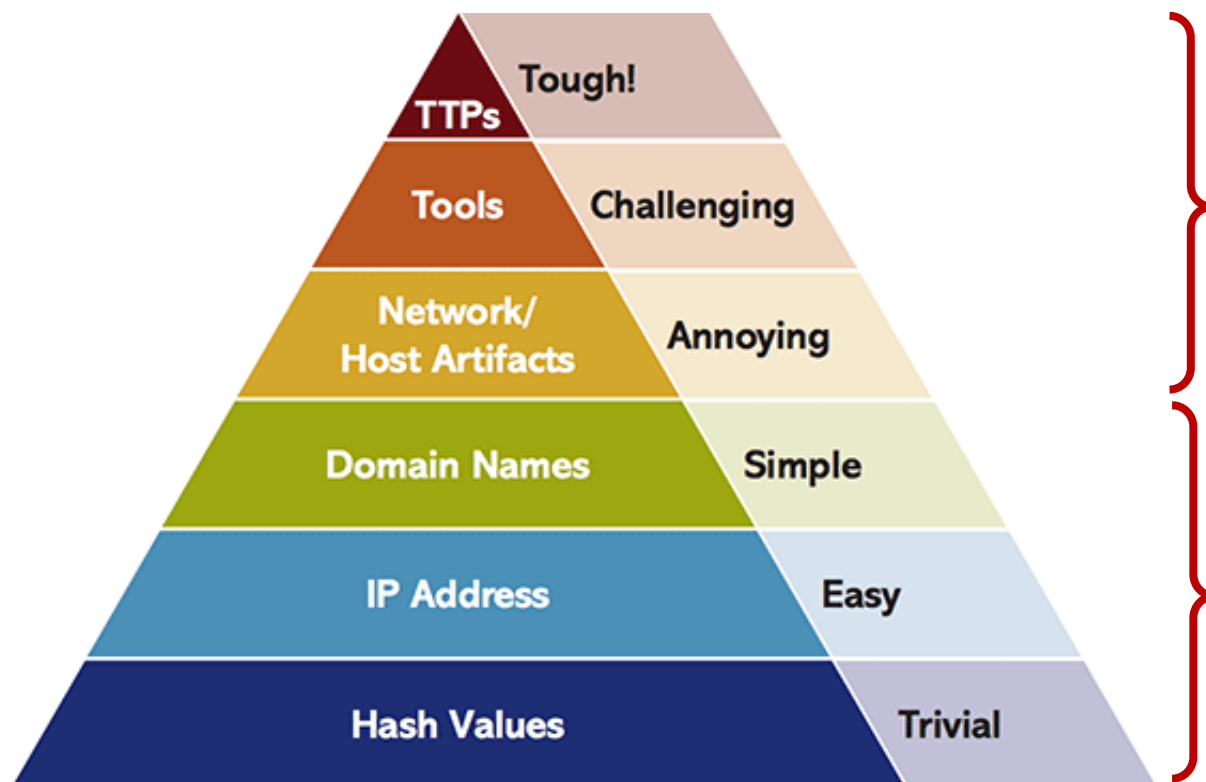 TTPs
Tough!
Tools
Challenging
Network/
Host Artifacts
Annoying
Domain Names
Simple
IP Address
Easy
Hash Values
Trivial